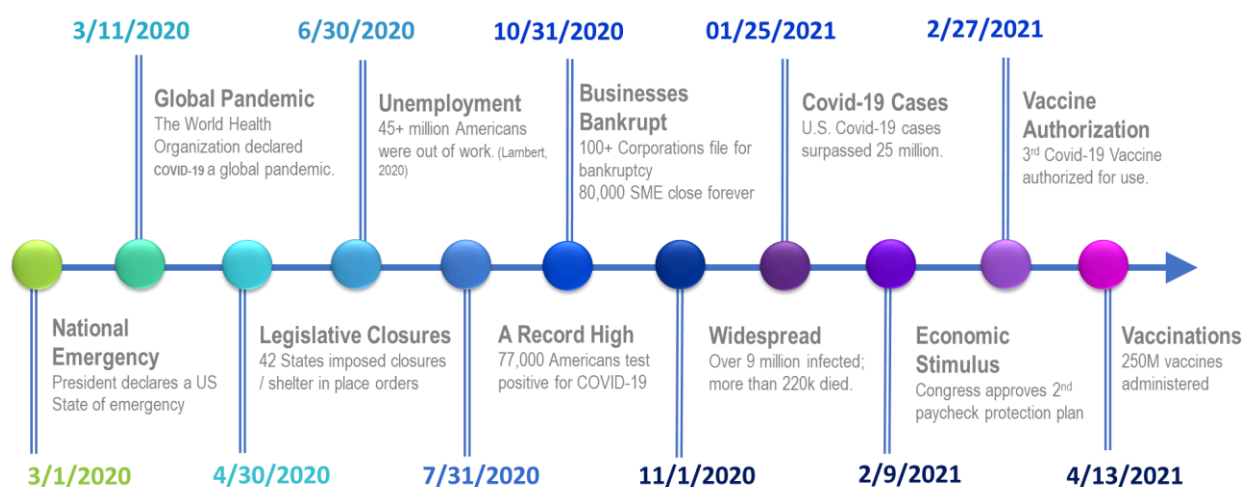 3/11/2020
6/30/2020
10/31/2020
01/25/2021
2/27/2021
Global Pandemic
The World Health
Organization declared
COVID-19 a global pandemic.
Unemployment
45+ million Americans
were out of work. (Lambert,
2020)
Businesses
Bankrupt
100+ Corporations file for
bankruptcy
80,000 SME close forever
Covid-19 Cases
U.S. Covid-19 cases
surpassed 25 million.
Vaccine
Authorization
3rd Covid-19 Vaccine
authorized for use.
National
Emergency
President declares a US
State of emergency
Legislative Closures
42 States imposed closures
/ shelter in place orders
A Record High
77,000 Americans test
positive for COVID-19
Widespread
Over 9 million infected;
more than 220k died.
Economic
Stimulus
Congress approves 2nd
paycheck protection plan
Vaccinations
250M vaccines
administered
3/1/2020
4/30/2020
7/31/2020
11/1/2020
2/9/2021
4/13/2021